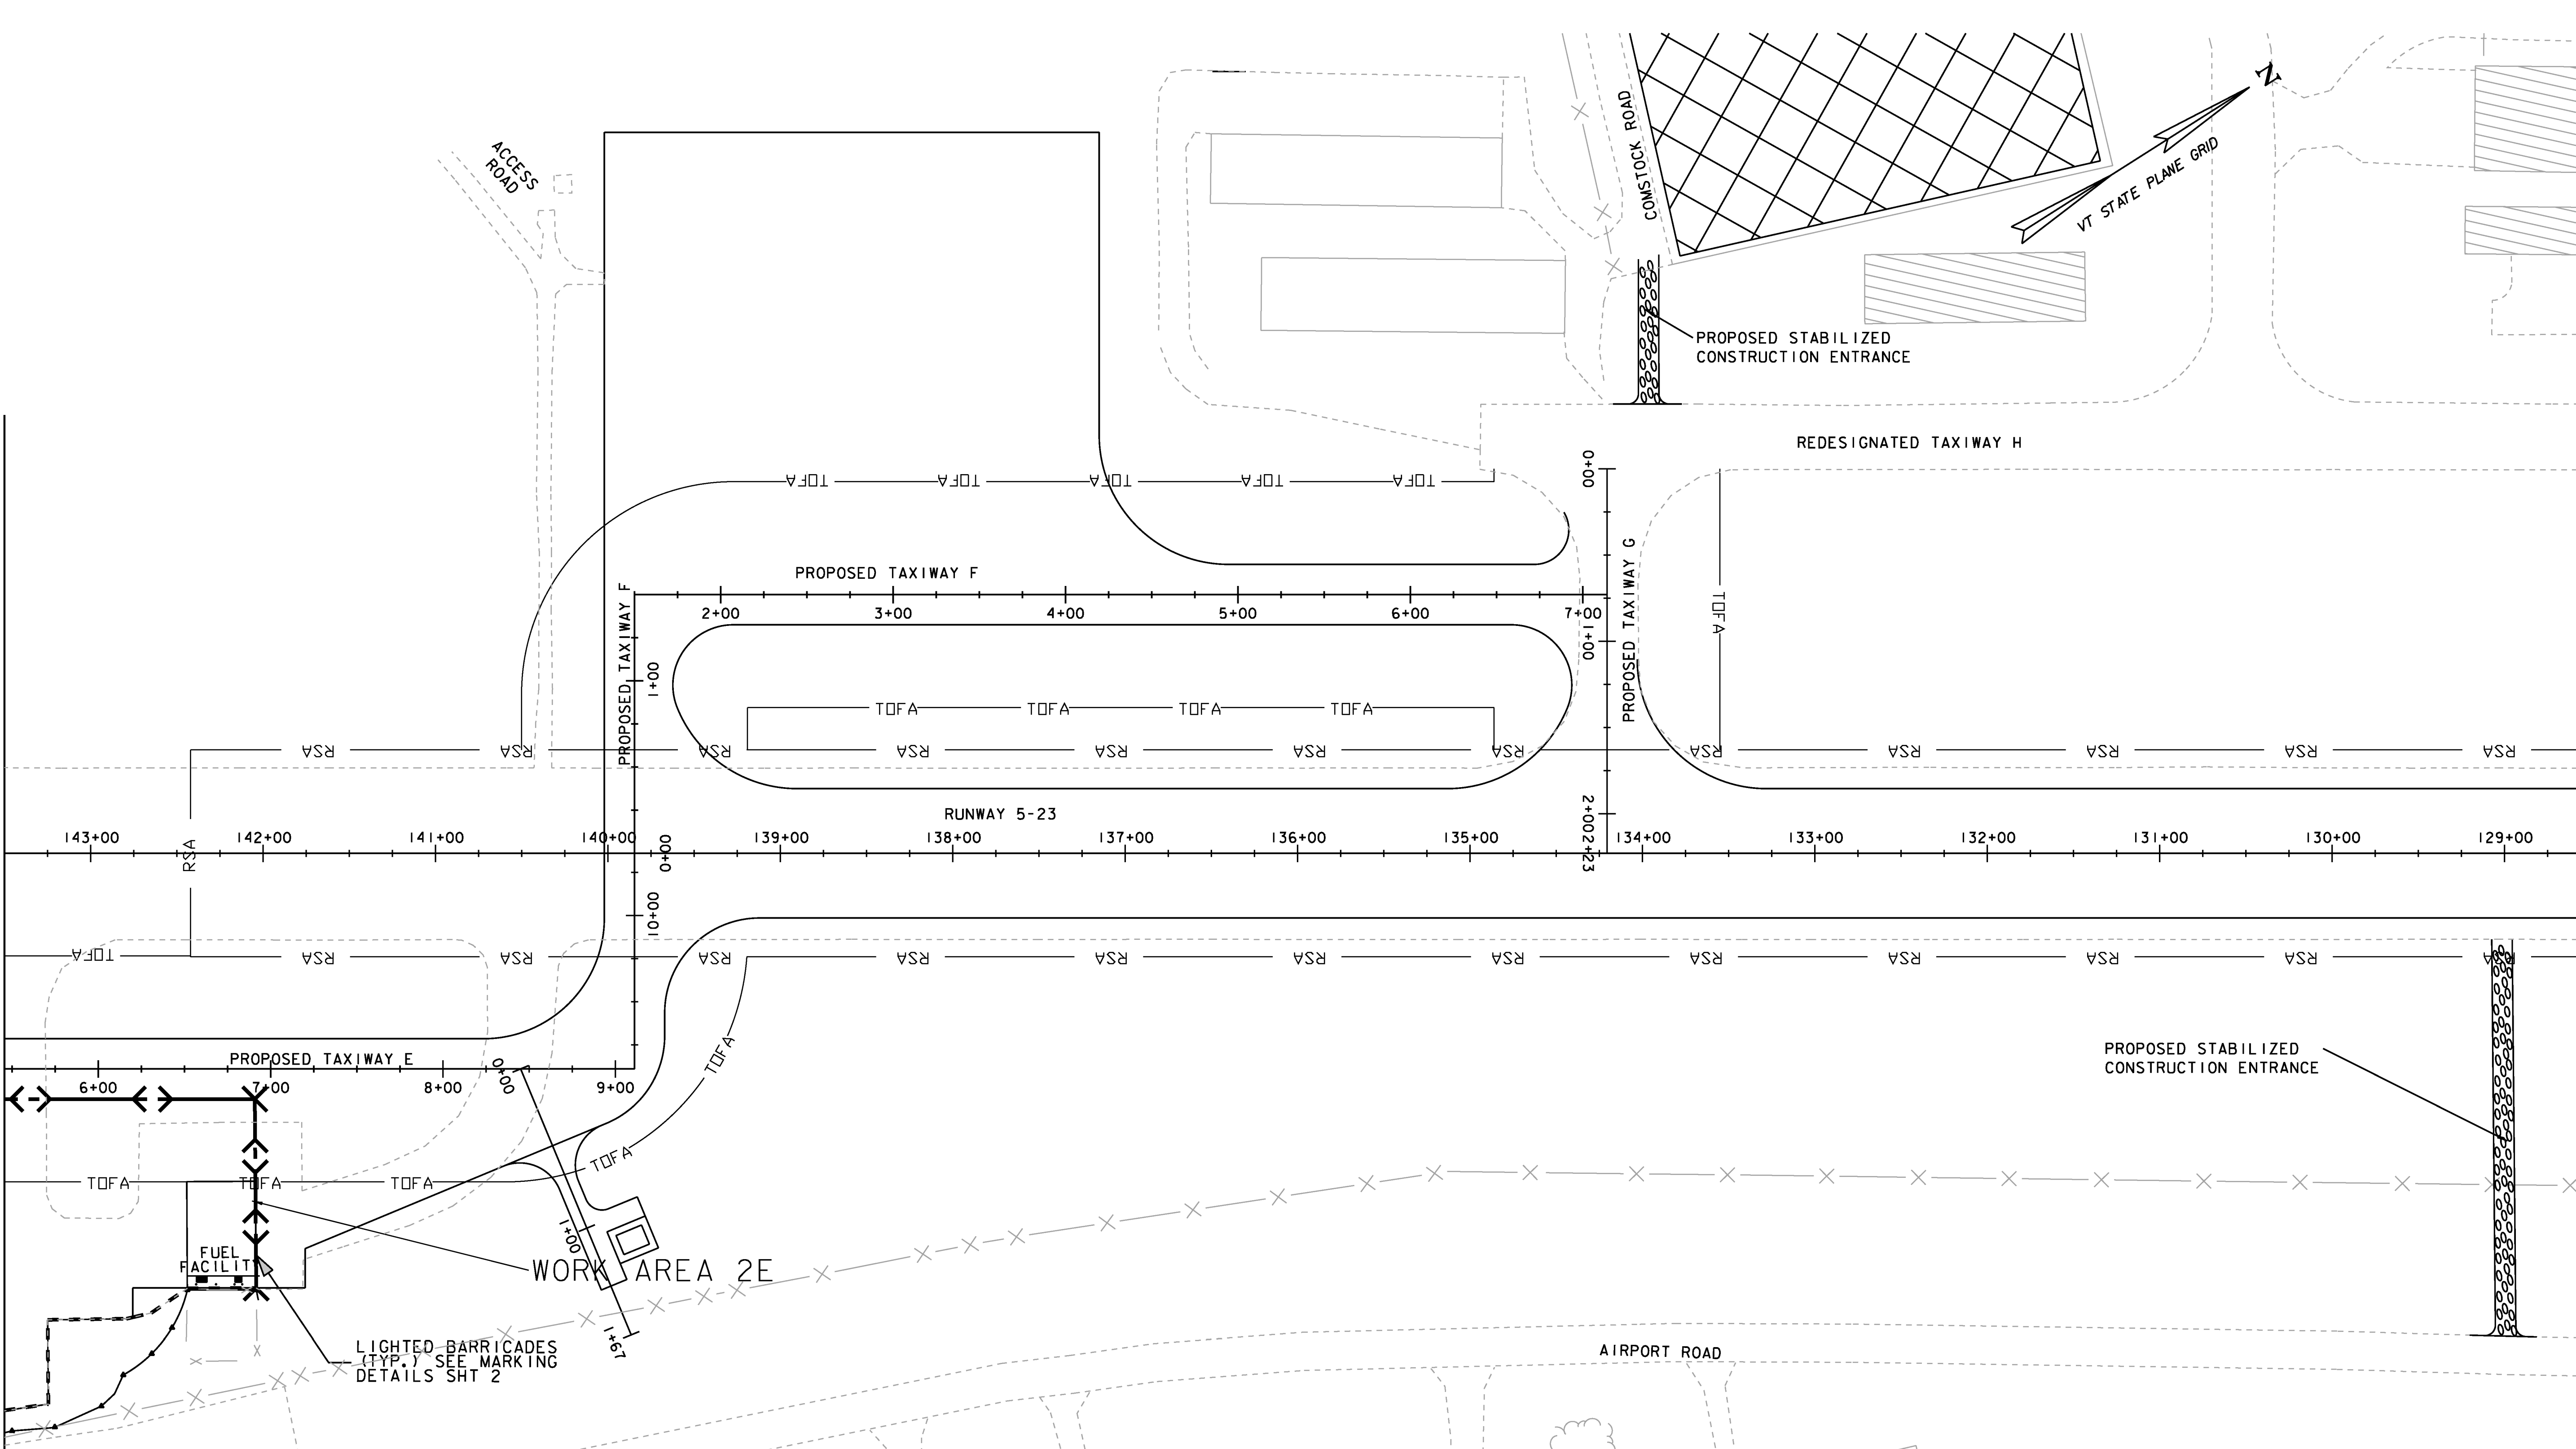 ACCESS
ROAD
COMSTOCK ROAD
N
VT STATE PLANE GRID
PROPOSED STABILIZED
CONSTRUCTION ENTRANCE
REDESIGNATED TAXIWAY H
TOFA TOFA TOFA TOFA TOFA
0+00
PROPOSED TAXIWAY F
2+00 3+00 4+00 5+00 6+00 7+00
PROPOSED TAXIWAY F
1+00
1+00
PROPOSED TAXIWAY G
TOFA
TOFA TOFA TOFA TOFA
RSA RSA RSA RSA RSA RSA RSA RSA RSA RSA RSA RSA
RUNWAY 5-23
2+00
2+23
143+00 142+00 141+00 140+00 139+00 138+00 137+00 136+00 135+00 134+00 133+00 132+00 131+00 130+00 129+00
RSA
0+00
10+00
TOFA RSA RSA RSA RSA RSA RSA RSA RSA RSA RSA RSA RSA
PROPOSED TAXIWAY E
6+00 7+00 8+00 9+00
0+00
TOFA
TOFA
PROPOSED STABILIZED
CONSTRUCTION ENTRANCE
TOFA TOFA TOFA
1+00
FUEL
FACILITY
WORK AREA 2E
1+67
LIGHTED BARRICADES
(TYP.) SEE MARKING
DETAILS SHT 2
AIRPORT ROAD